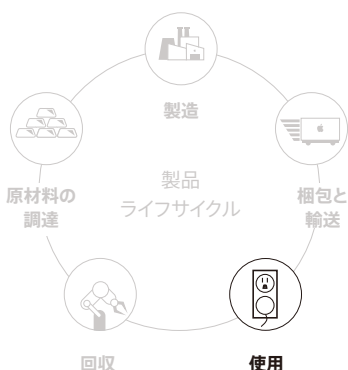 製造
原材料の
調達
製品
ライフサイクル
梱包と
輸送
回収
使用